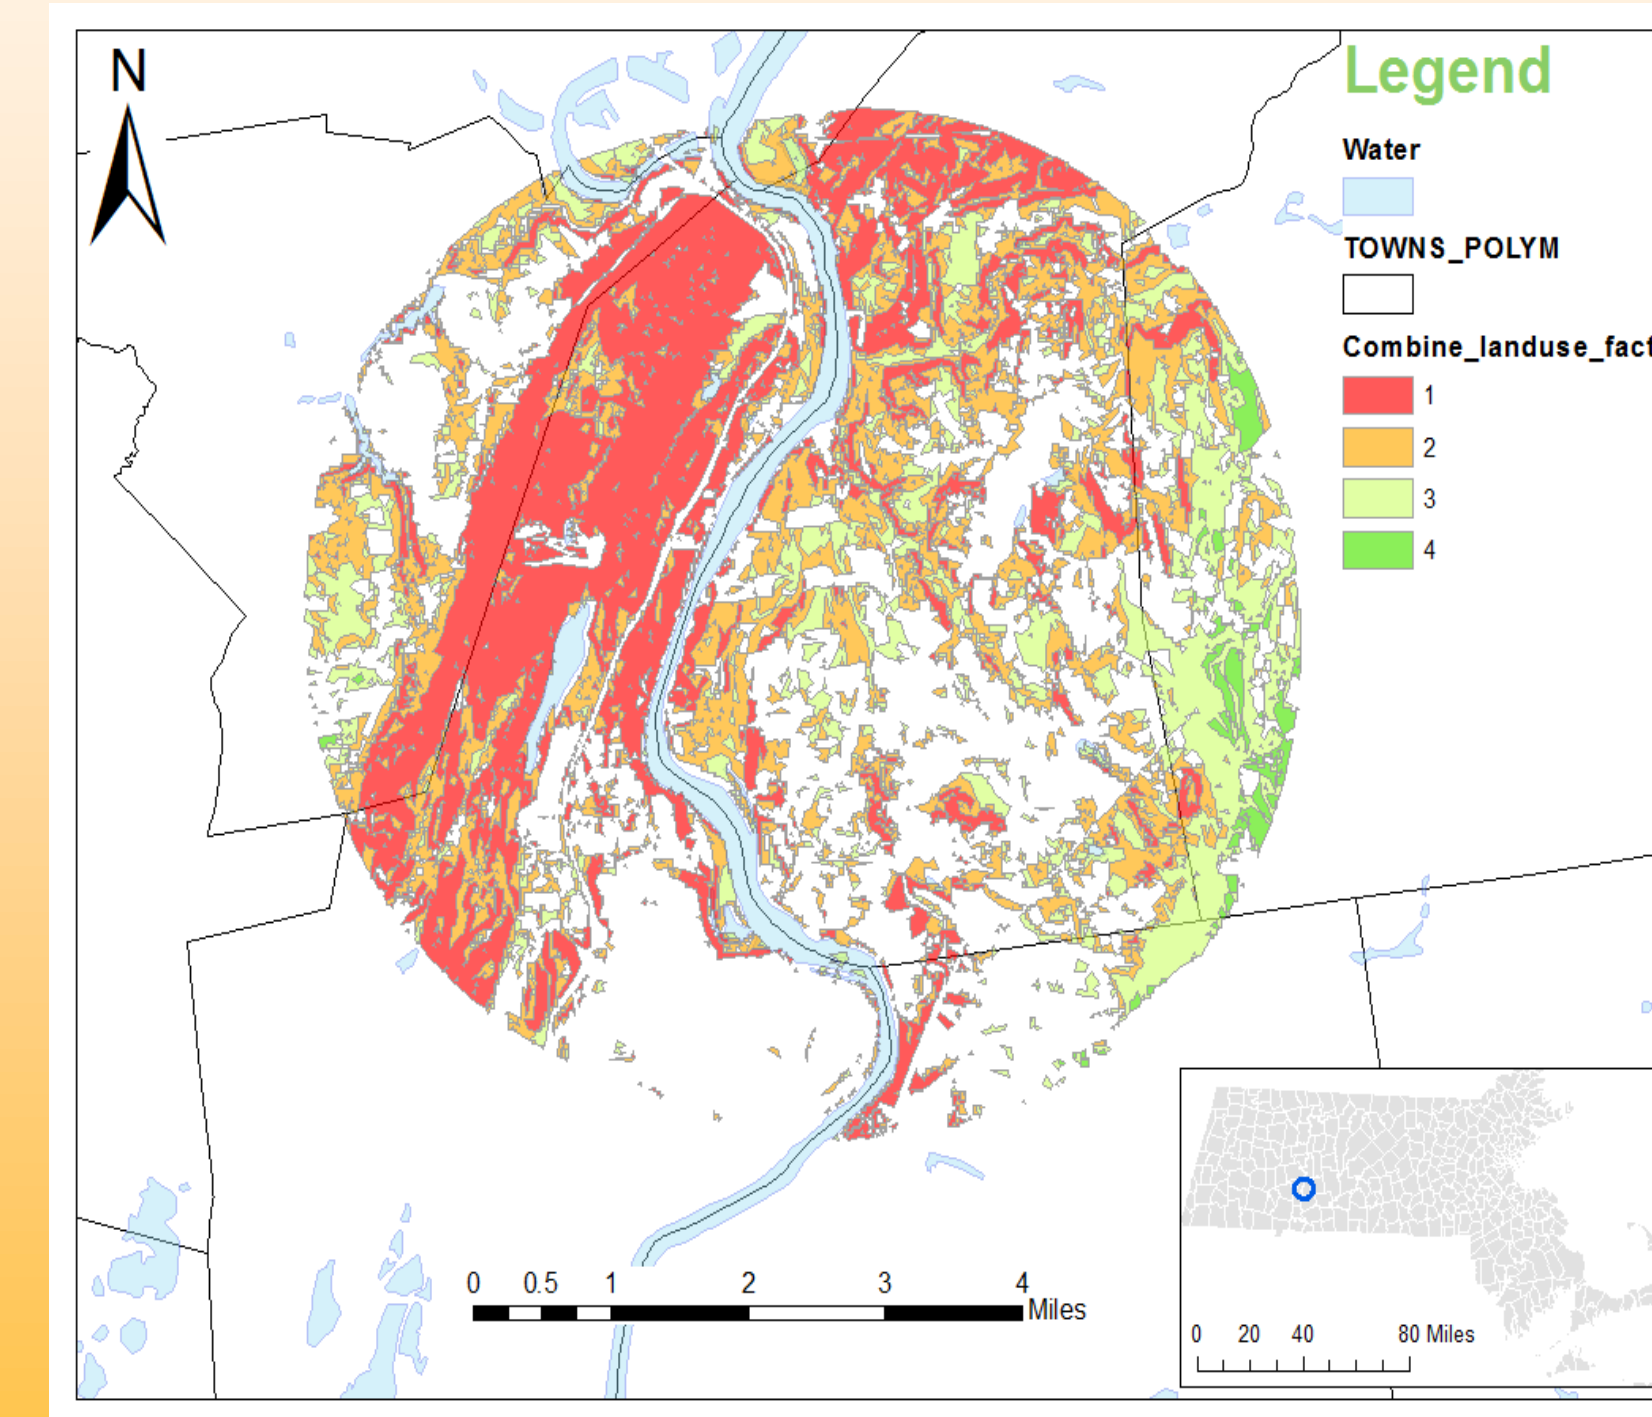 N
Legend
Water
TOWNS_POLYM
Combine_landuse_fact
1
2
3
4
0 0.5 1 2 3 4
Miles
0 20 40 80 Miles